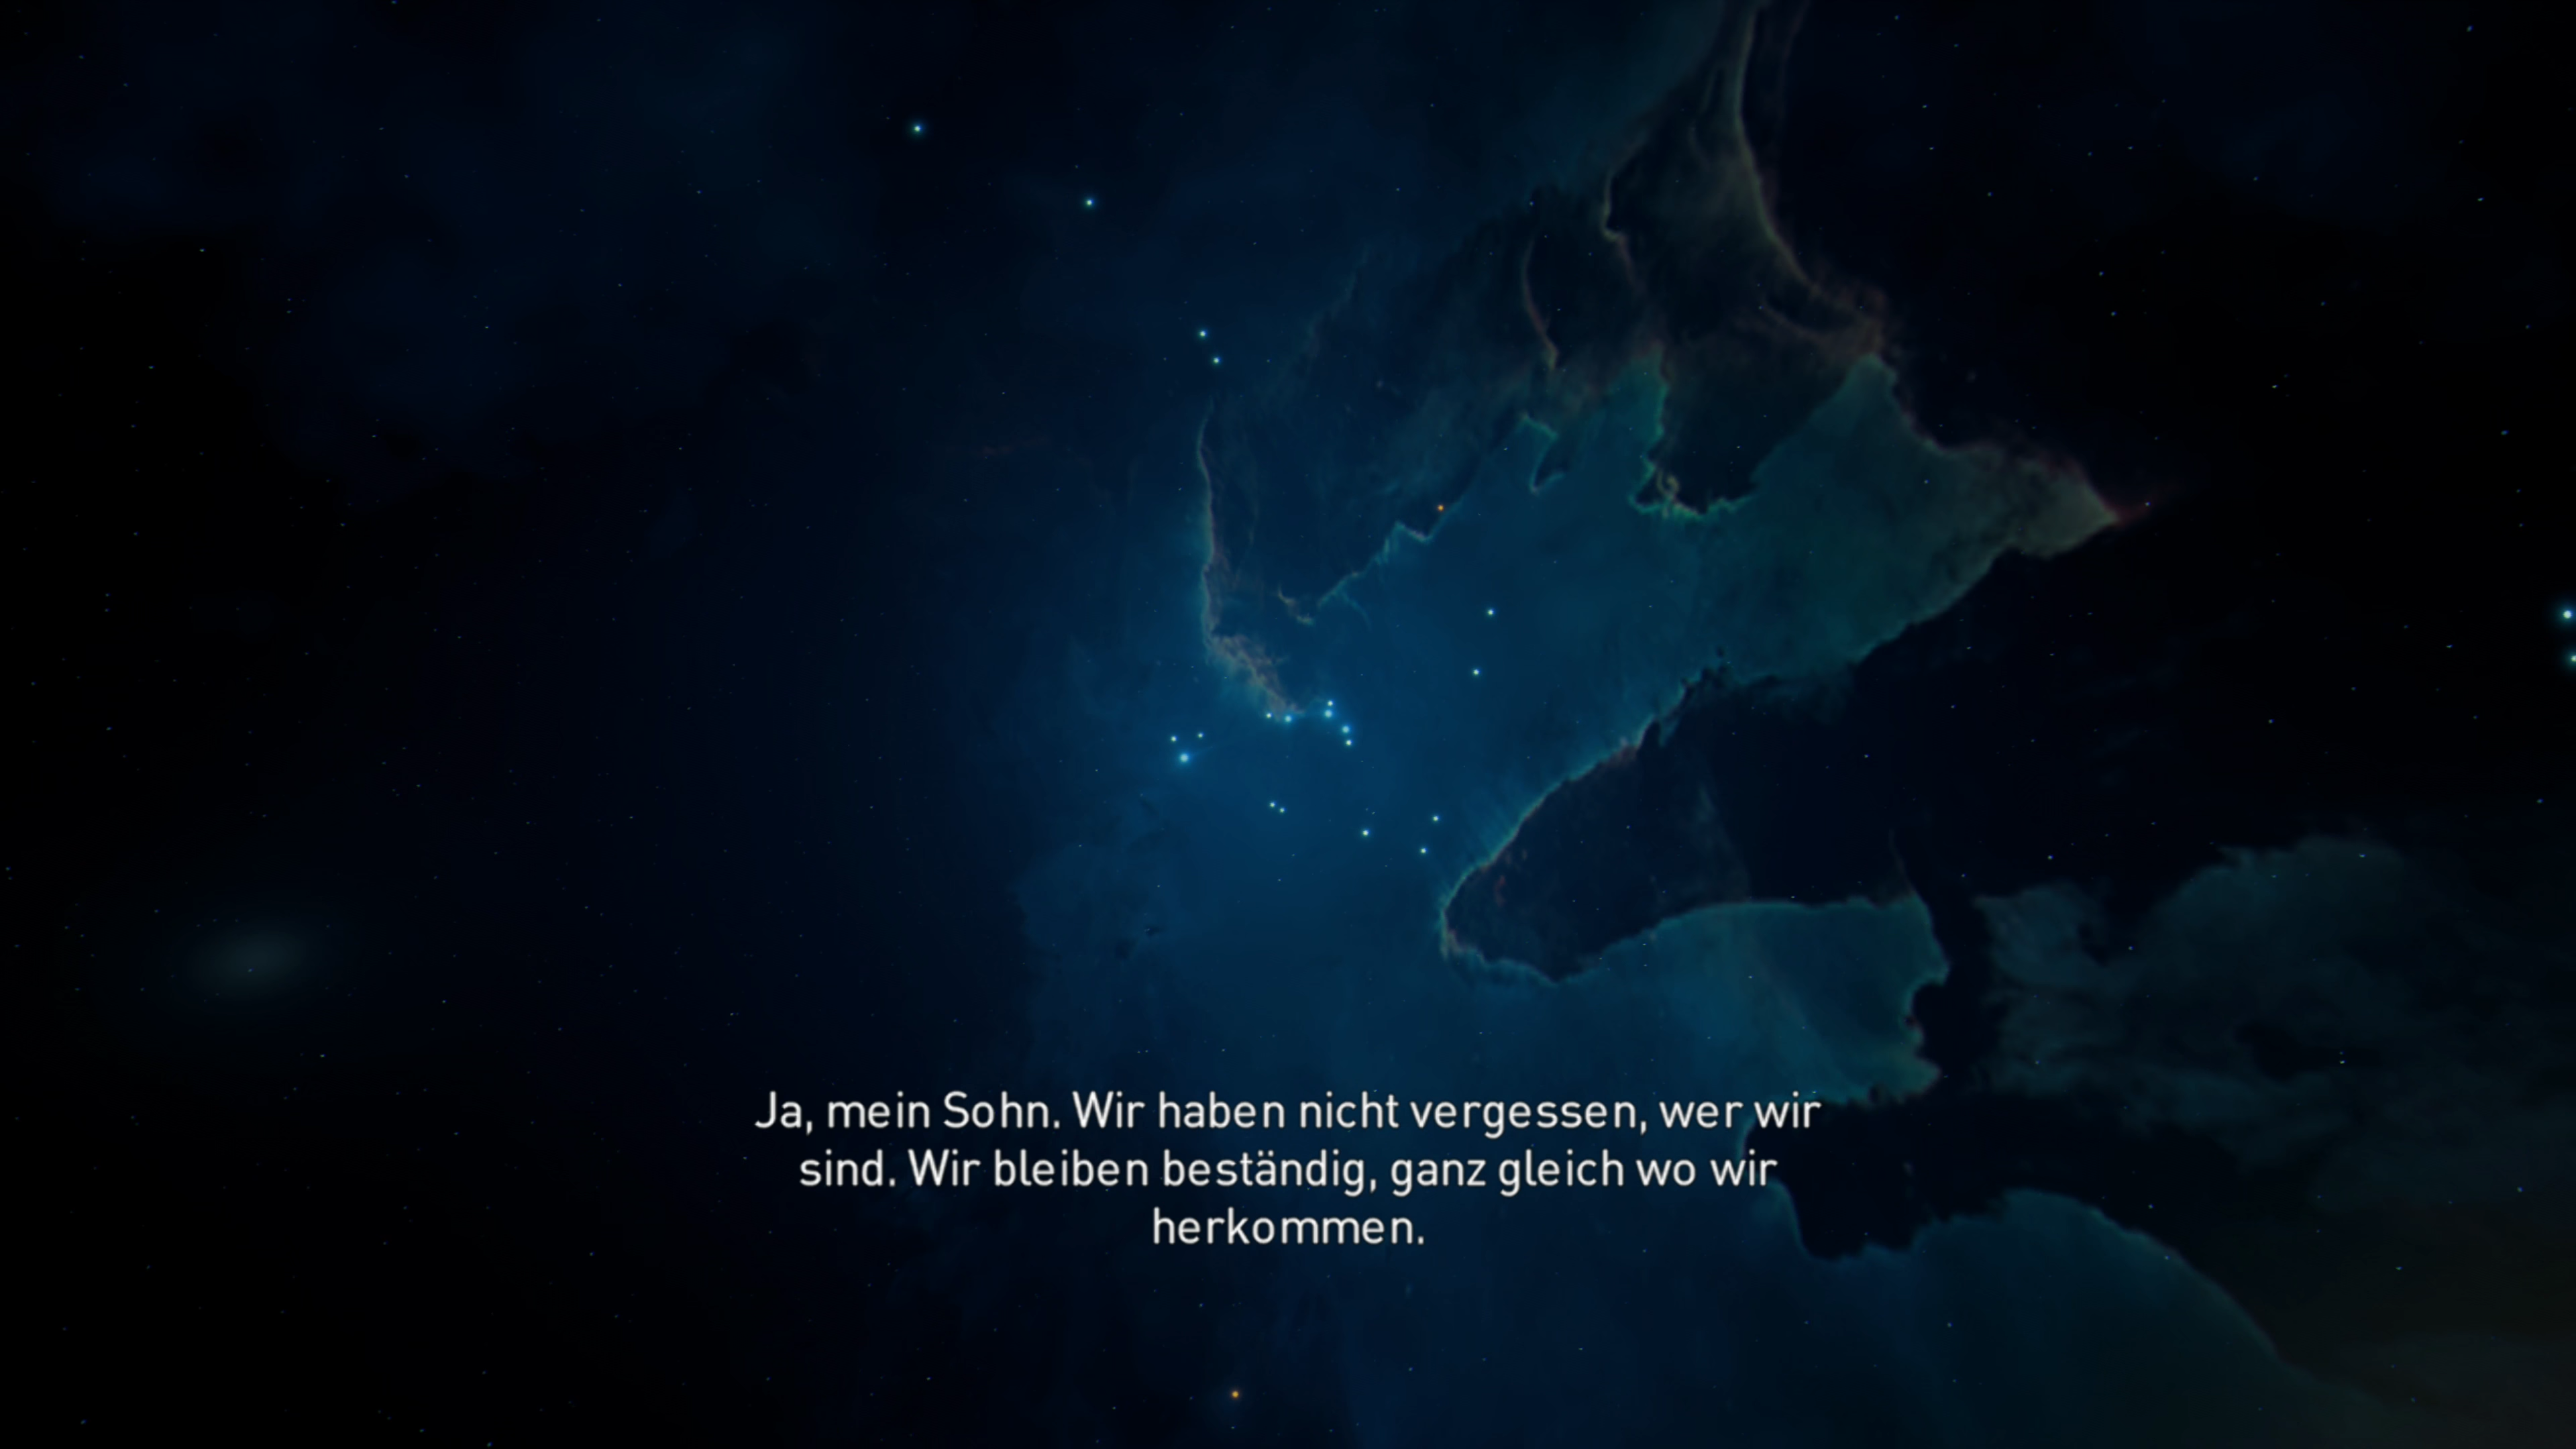 Ja, mein Sohn. Wir haben nicht vergessen, wer wir
sind. Wir bleiben beständig, ganz gleich wo wir
herkommen.